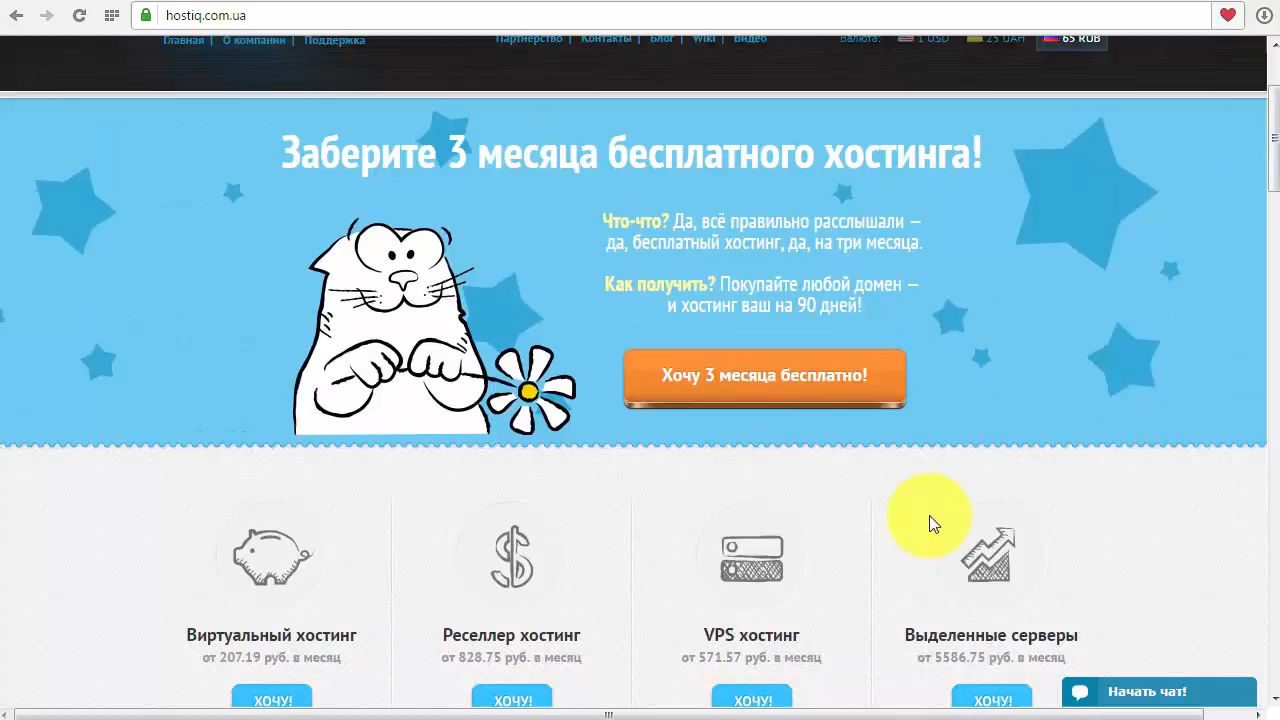 hostiq.com.ua
Главная | О компании | Поддержка
Партнерство | Контакты | Блог | Wiki | Видео
Валюта: 1 USD 25 UAH 65 RUB
Заберите 3 месяца бесплатного хостинга!
Что-что? Да, всё правильно расслышали —
да, бесплатный хостинг, да, на три месяца.
Как получить? Покупайте любой домен —
и хостинг ваш на 90 дней!
Хочу 3 месяца бесплатно!
Виртуальный хостинг
от 207.19 руб. в месяц
ХОЧУ!
Реселлер хостинг
от 828.75 руб. в месяц
ХОЧУ!
VPS хостинг
от 571.57 руб. в месяц
ХОЧУ!
Выделенные серверы
от 5586.75 руб. в месяц
ХОЧУ!
Начать чат!